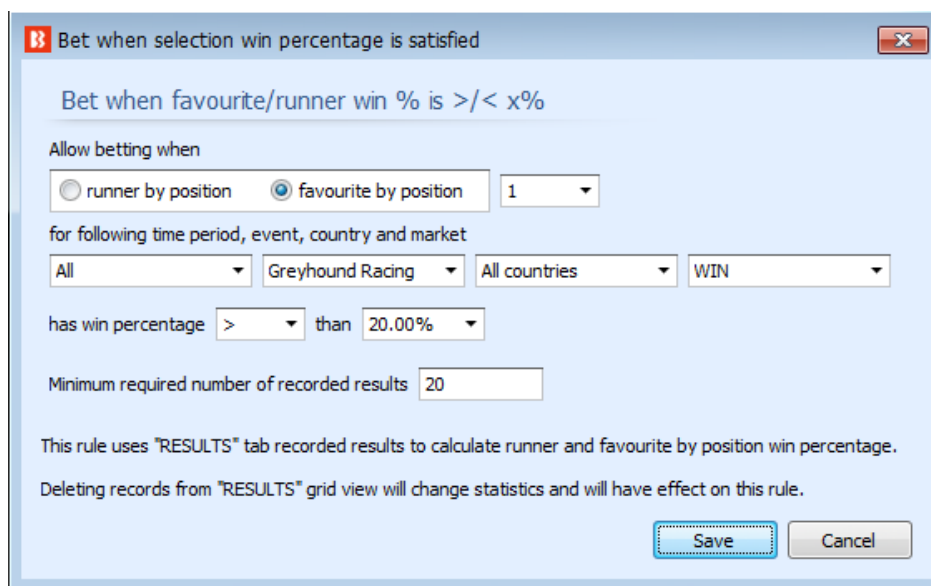 Bet when selection win percentage is satisfied
Bet when favourite/runner win % is >/< x%
Allow betting when
runner by position favourite by position 1
for following time period, event, country and market
All Greyhound Racing All countries WIN
has win percentage > than 20.00%
Minimum required number of recorded results 20
This rule uses "RESULTS" tab recorded results to calculate runner and favourite by position win percentage.
Deleting records from "RESULTS" grid view will change statistics and will have effect on this rule.
Save Cancel